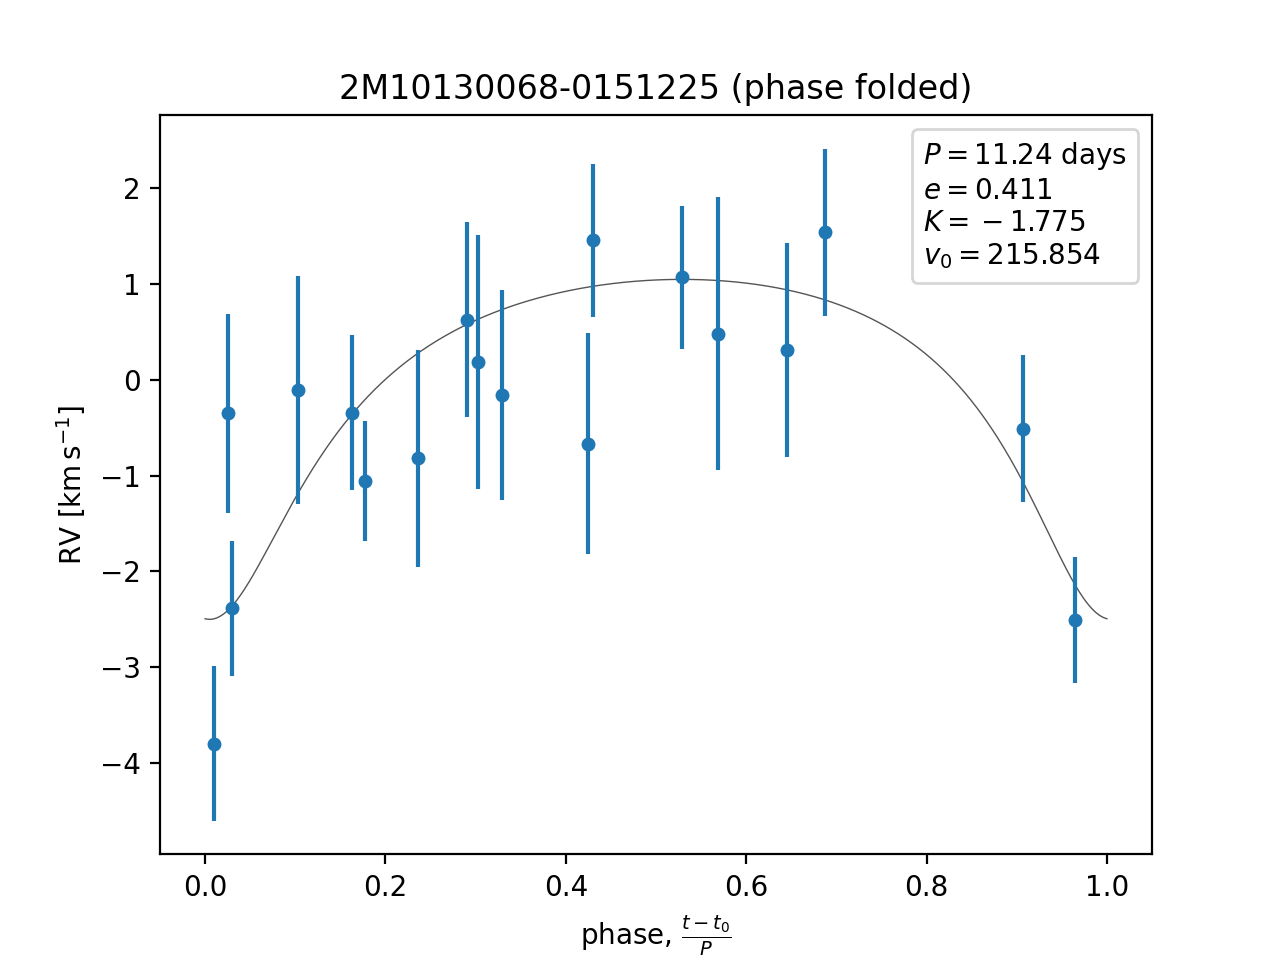 2M10130068-0151225 (phase folded)
P = 11.24 days
e = 0.411
K = −1.775
v₀ = 215.854
2
1
0
−1
−2
−3
−4
RV [km s⁻¹]
0.0 0.2 0.4 0.6 0.8 1.0
phase, (t − t₀)/P